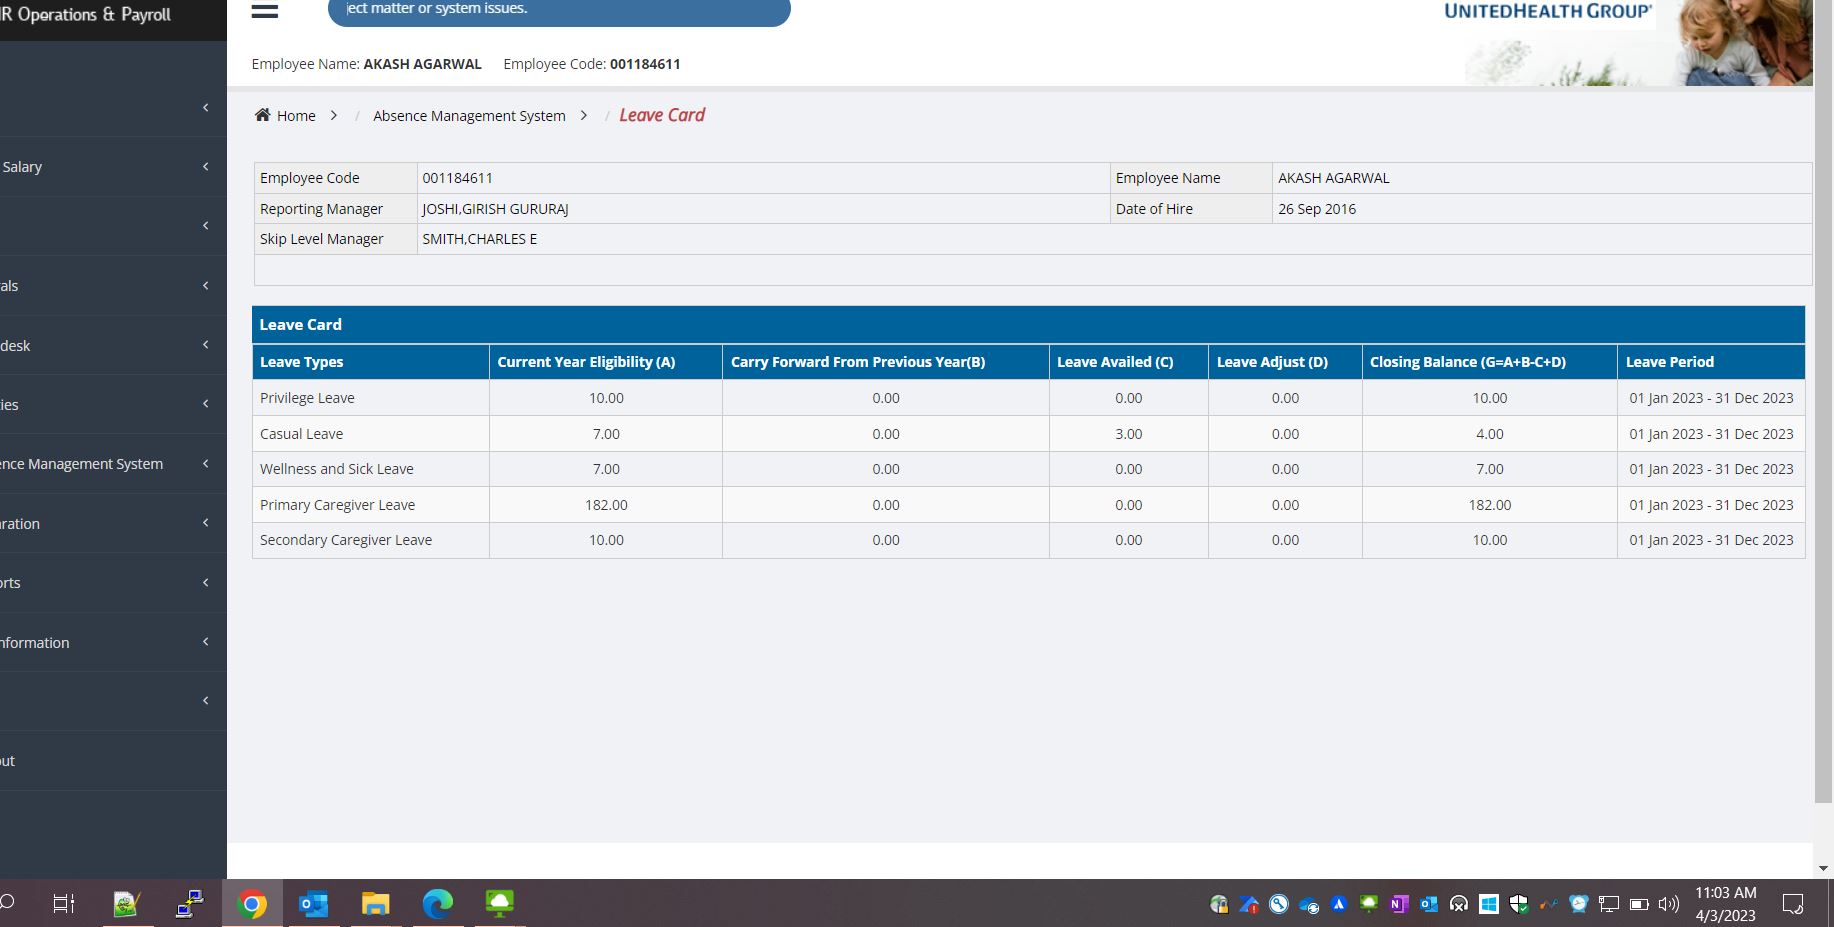 IR Operations & Payroll
ject matter or system issues.
UNITEDHEALTH GROUP
Employee Name: AKASH AGARWAL Employee Code: 001184611
Home > / Absence Management System > / Leave Card
Employee Code 001184611 Employee Name AKASH AGARWAL
Reporting Manager JOSHI,GIRISH GURURAJ Date of Hire 26 Sep 2016
Skip Level Manager SMITH,CHARLES E
Salary
als
desk
ies
ence Management System
ration
orts
nformation
out
Leave Card
Leave Types Current Year Eligibility (A) Carry Forward From Previous Year(B) Leave Availed (C) Leave Adjust (D) Closing Balance (G=A+B-C+D) Leave Period
Privilege Leave 10.00 0.00 0.00 0.00 10.00 01 Jan 2023 - 31 Dec 2023
Casual Leave 7.00 0.00 3.00 0.00 4.00 01 Jan 2023 - 31 Dec 2023
Wellness and Sick Leave 7.00 0.00 0.00 0.00 7.00 01 Jan 2023 - 31 Dec 2023
Primary Caregiver Leave 182.00 0.00 0.00 0.00 182.00 01 Jan 2023 - 31 Dec 2023
Secondary Caregiver Leave 10.00 0.00 0.00 0.00 10.00 01 Jan 2023 - 31 Dec 2023
11:03 AM
4/3/2023